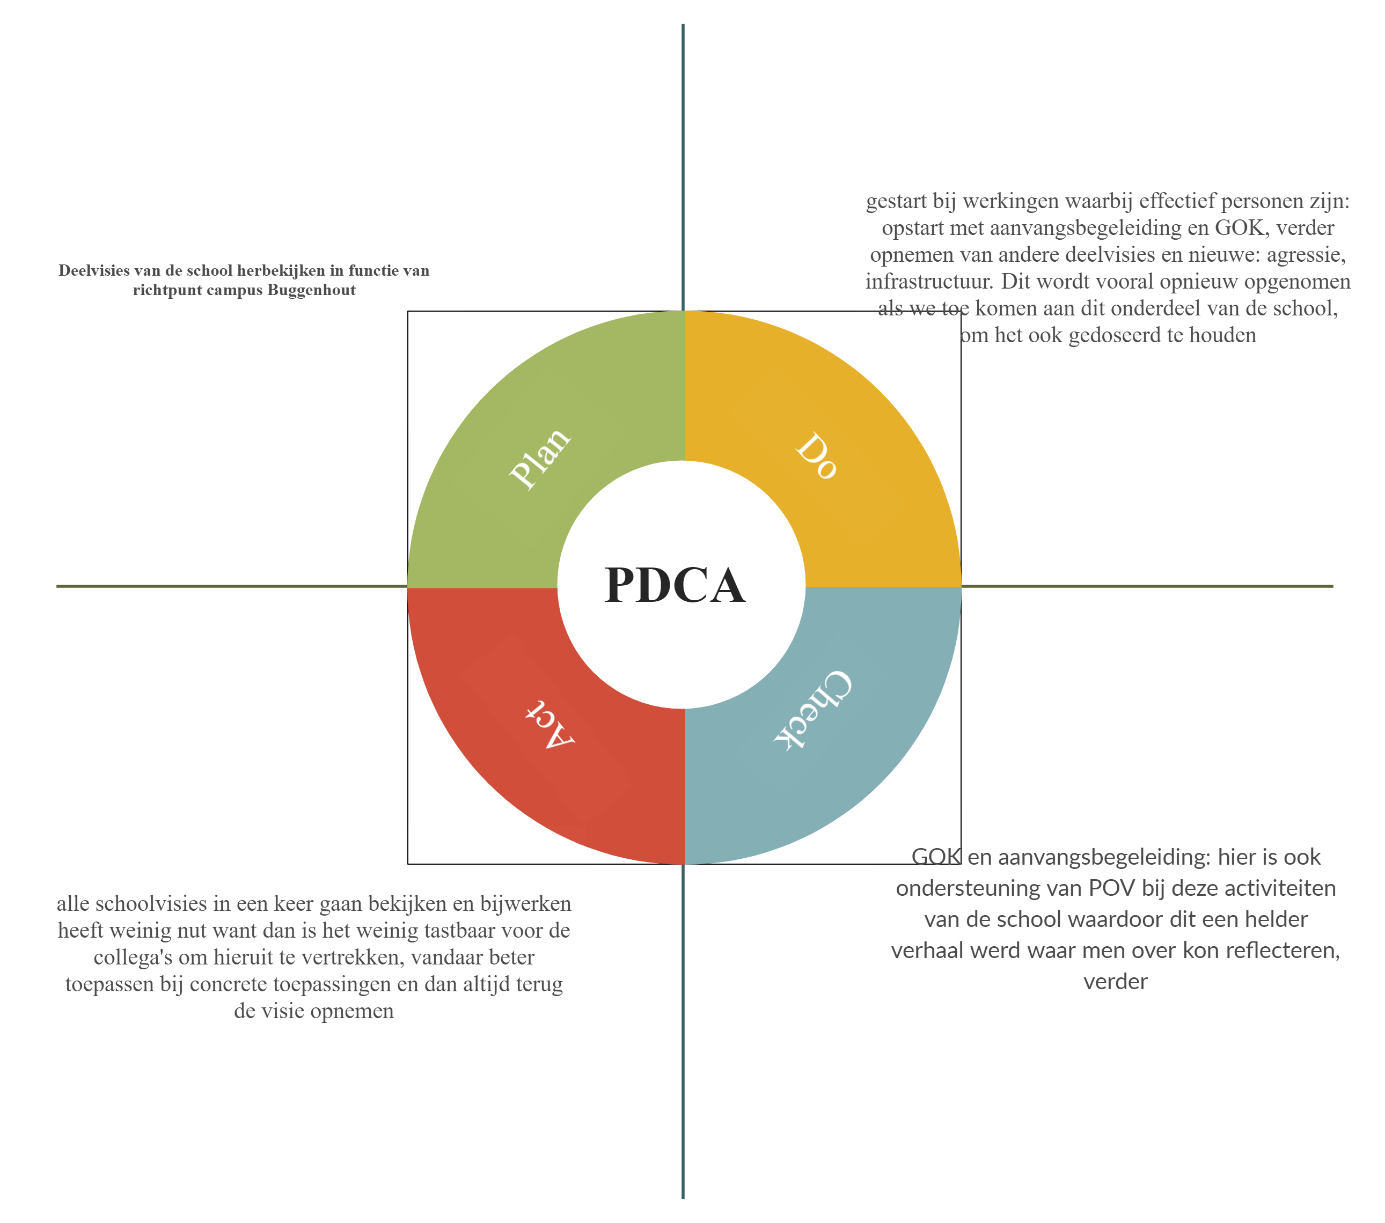 Deelvisies van de school herbekijken in functie van
richtpunt campus Buggenhout
gestart bij werkingen waarbij effectief personen zijn:
opstart met aanvangsbegeleiding en GOK, verder
opnemen van andere deelvisies en nieuwe: agressie,
infrastructuur. Dit wordt vooral opnieuw opgenomen
als we toe komen aan dit onderdeel van de school,
om het ook gedoseerd te houden
Plan
Do
PDCA
Act
Check
alle schoolvisies in een keer gaan bekijken en bijwerken
heeft weinig nut want dan is het weinig tastbaar voor de
collega's om hieruit te vertrekken, vandaar beter
toepassen bij concrete toepassingen en dan altijd terug
de visie opnemen
GOK en aanvangsbegeleiding: hier is ook
ondersteuning van POV bij deze activiteiten
van de school waardoor dit een helder
verhaal werd waar men over kon reflecteren,
verder